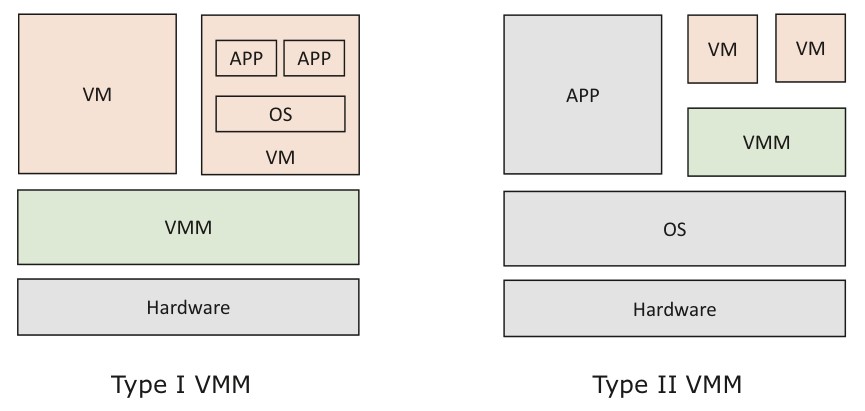 VM
APP APP
OS
VM
VMM
Hardware
Type I VMM
APP
VM VM
VMM
OS
Hardware
Type II VMM